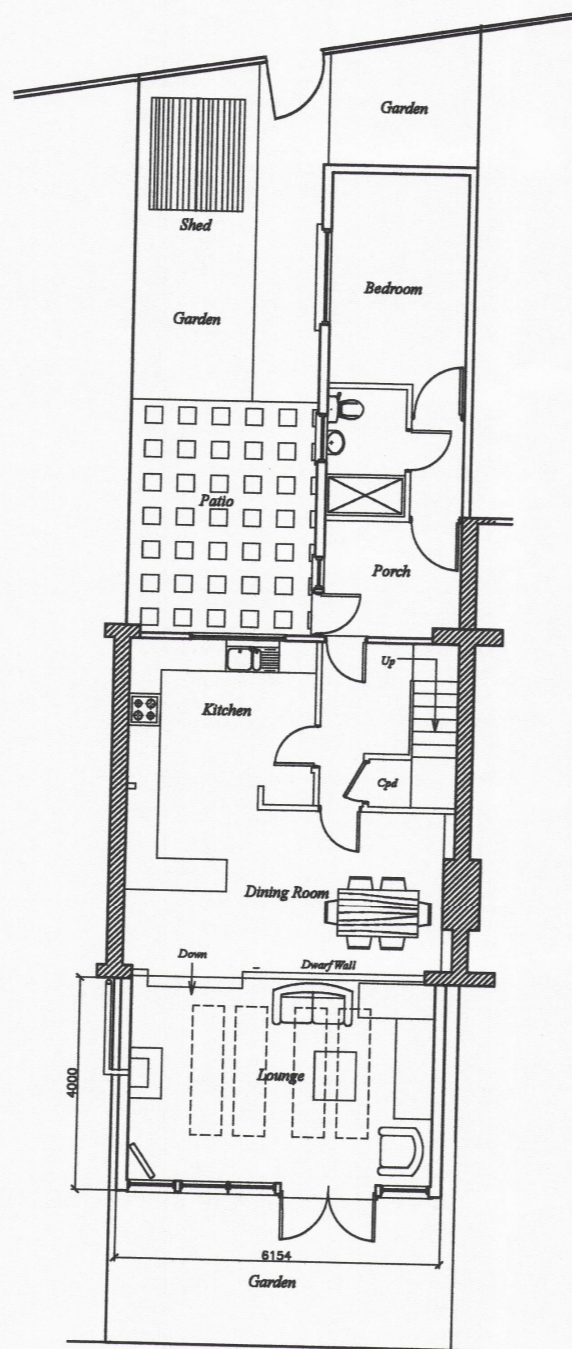 Garden
Shed
Bedroom
Garden
Patio
Porch
Up
Kitchen
Cpd
Dining Room
Down
Dwarf Wall
Lounge
4000
6154
Garden